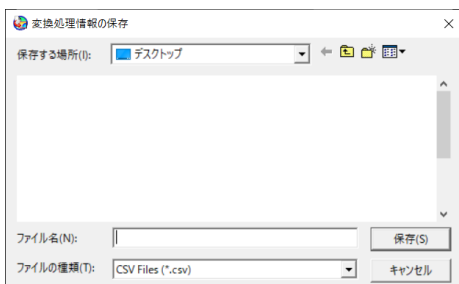 変換処理情報の保存
保存する場所(I): デスクトップ
ファイル名(N): 保存(S)
ファイルの種類(T): CSV Files (*.csv) キャンセル